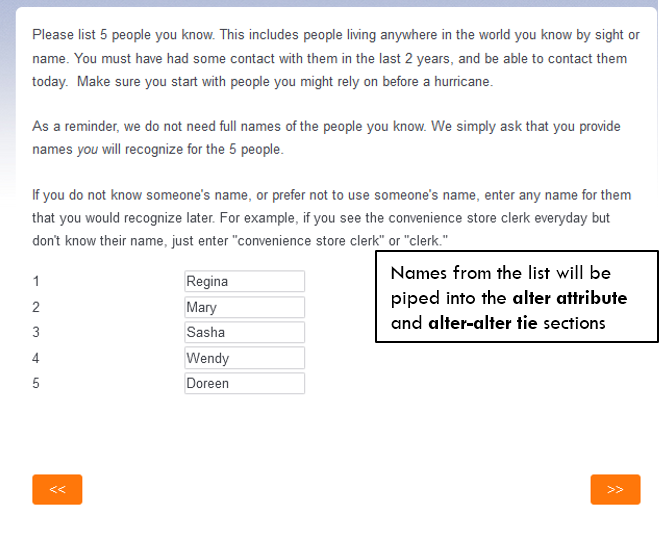 Please list 5 people you know. This includes people living anywhere in the world you know by sight or
name. You must have had some contact with them in the last 2 years, and be able to contact them
today.  Make sure you start with people you might rely on before a hurricane.
As a reminder, we do not need full names of the people you know. We simply ask that you provide
names you will recognize for the 5 people.
If you do not know someone's name, or prefer not to use someone's name, enter any name for them
that you would recognize later. For example, if you see the convenience store clerk everyday but
don't know their name, just enter "convenience store clerk" or "clerk."
Names from the list will be
piped into the alter attribute
and alter-alter tie sections
1 Regina
2 Mary
3 Sasha
4 Wendy
5 Doreen
<< >>